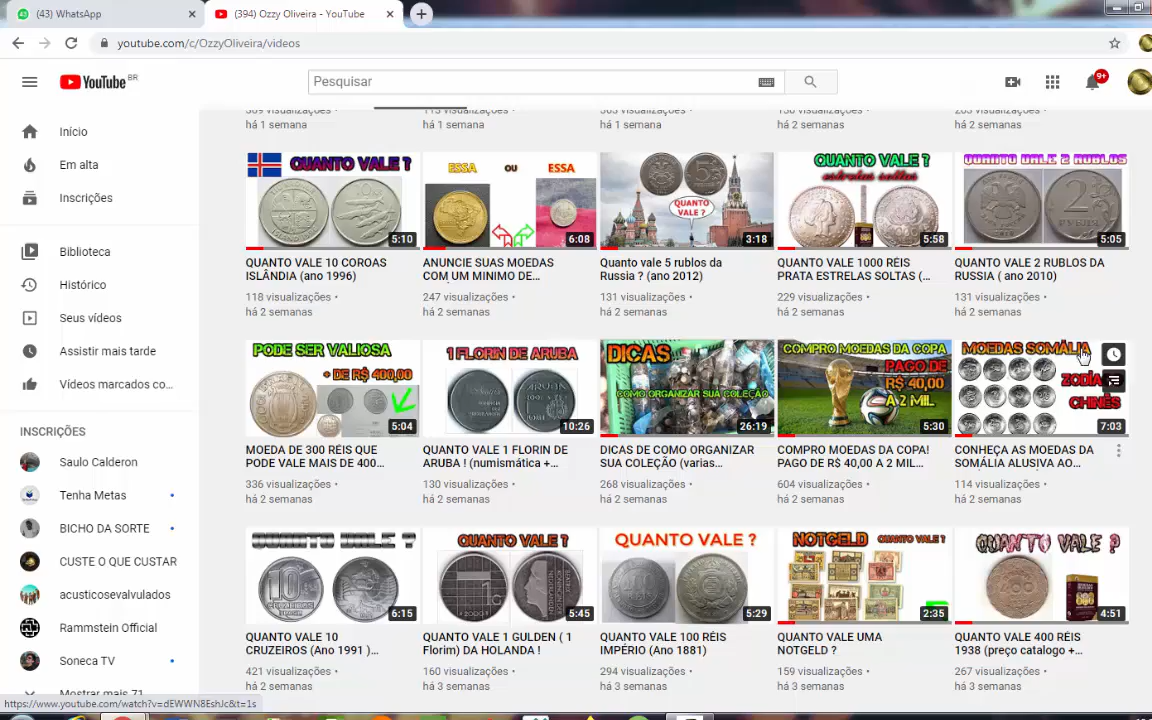 (43) WhatsApp
(394) Ozzy Oliveira - YouTube
youtube.com/c/OzzyOliveira/videos
YouTube BR
Pesquisar
9+
há 1 semana
há 1 semana
há 1 semana
há 2 semanas
há 2 semanas
Início
Em alta
Inscrições
Biblioteca
Histórico
Seus vídeos
Assistir mais tarde
Vídeos marcados co...
INSCRIÇÕES
Saulo Calderon
Tenha Metas
BICHO DA SORTE
CUSTE O QUE CUSTAR
acusticosevalvulados
Rammstein Official
Soneca TV
Mostrar mais 71
QUANTO VALE ?
5:10
QUANTO VALE 10 COROAS
ISLÂNDIA (ano 1996)
118 visualizações •
há 2 semanas
ESSA OU ESSA
6:08
ANUNCIE SUAS MOEDAS
COM UM MINIMO DE...
247 visualizações •
há 2 semanas
QUANTO
VALE ?
3:18
Quanto vale 5 rublos da
Russia ? (ano 2012)
131 visualizações •
há 2 semanas
QUANTO VALE ?
estrelas soltas
5:58
QUANTO VALE 1000 RÉIS
PRATA ESTRELAS SOLTAS (...
229 visualizações •
há 2 semanas
QUANTO VALE 2 RUBLOS
5:05
QUANTO VALE 2 RUBLOS DA
RUSSIA ( ano 2010)
131 visualizações •
há 2 semanas
PODE SER VALIOSA
+ DE R$ 400,00
5:04
MOEDA DE 300 RÉIS QUE
PODE VALE MAIS DE 400...
336 visualizações •
há 2 semanas
1 FLORIN DE ARUBA
10:26
QUANTO VALE 1 FLORIN DE
ARUBA ! (numismática +...
130 visualizações •
há 2 semanas
DICAS
COMO ORGANIZAR SUA COLEÇÃO
26:19
DICAS DE COMO ORGANIZAR
SUA COLEÇÃO (varias...
268 visualizações •
há 2 semanas
COMPRO MOEDAS DA COPA
PAGO DE
R$ 40,00
A 2 MIL
5:30
COMPRO MOEDAS DA COPA!
PAGO DE R$ 40,00 A 2 MIL...
604 visualizações •
há 2 semanas
MOEDAS SOMÁLIA
CHINÊS
7:03
CONHEÇA AS MOEDAS DA
SOMÁLIA ALUSIVA AO...
114 visualizações •
há 2 semanas
QUANTO VALE ?
6:15
QUANTO VALE 10
CRUZEIROS (Ano 1991 )...
421 visualizações •
há 2 semanas
QUANTO VALE ?
5:45
QUANTO VALE 1 GULDEN ( 1
Florim) DA HOLANDA !
160 visualizações •
há 3 semanas
QUANTO VALE ?
5:29
QUANTO VALE 100 RÉIS
IMPÉRIO (Ano 1881)
294 visualizações •
há 3 semanas
NOTGELD QUANTO VALE ?
2:35
QUANTO VALE UMA
NOTGELD ?
159 visualizações •
há 3 semanas
QUANTO VALE ?
4:51
QUANTO VALE 400 RÉIS
1938 (preço catalogo +...
267 visualizações •
há 3 semanas
https://www.youtube.com/watch?v=dEWWN8EshJc&t=1s